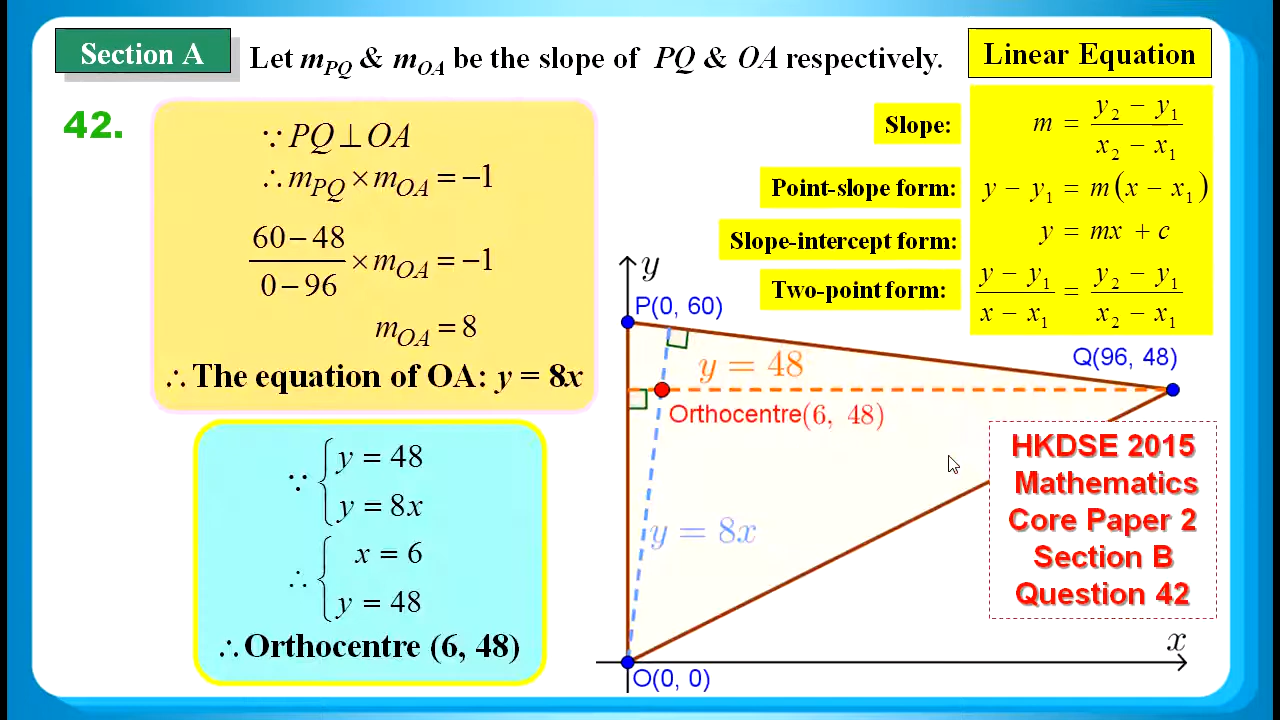 Section A
Let m_PQ & m_OA be the slope of PQ & OA respectively.
Linear Equation
42.
∵ PQ ⊥ OA
∴ m_PQ × m_OA = −1
(60 − 48)/(0 − 96) × m_OA = −1
m_OA = 8
∴ The equation of OA: y = 8x
∵ { y = 48
y = 8x
∴ { x = 6
y = 48
∴ Orthocentre (6, 48)
Slope: m = (y₂ − y₁)/(x₂ − x₁)
Point-slope form: y − y₁ = m(x − x₁)
Slope-intercept form: y = mx + c
Two-point form: (y − y₁)/(x − x₁) = (y₂ − y₁)/(x₂ − x₁)
y
P(0, 60)
Q(96, 48)
y = 48
Orthocentre(6, 48)
y = 8x
x
O(0, 0)
HKDSE 2015
Mathematics
Core Paper 2
Section B
Question 42